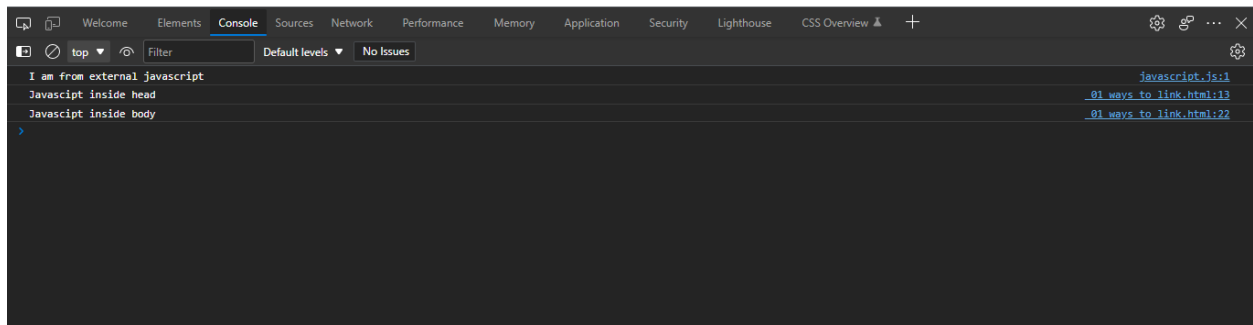 Welcome Elements Console Sources Network Performance Memory Application Security Lighthouse CSS Overview
top Filter Default levels No Issues
I am from external javascript javascript.js:1
Javascipt inside head 01 ways to link.html:13
Javascipt inside body 01 ways to link.html:22